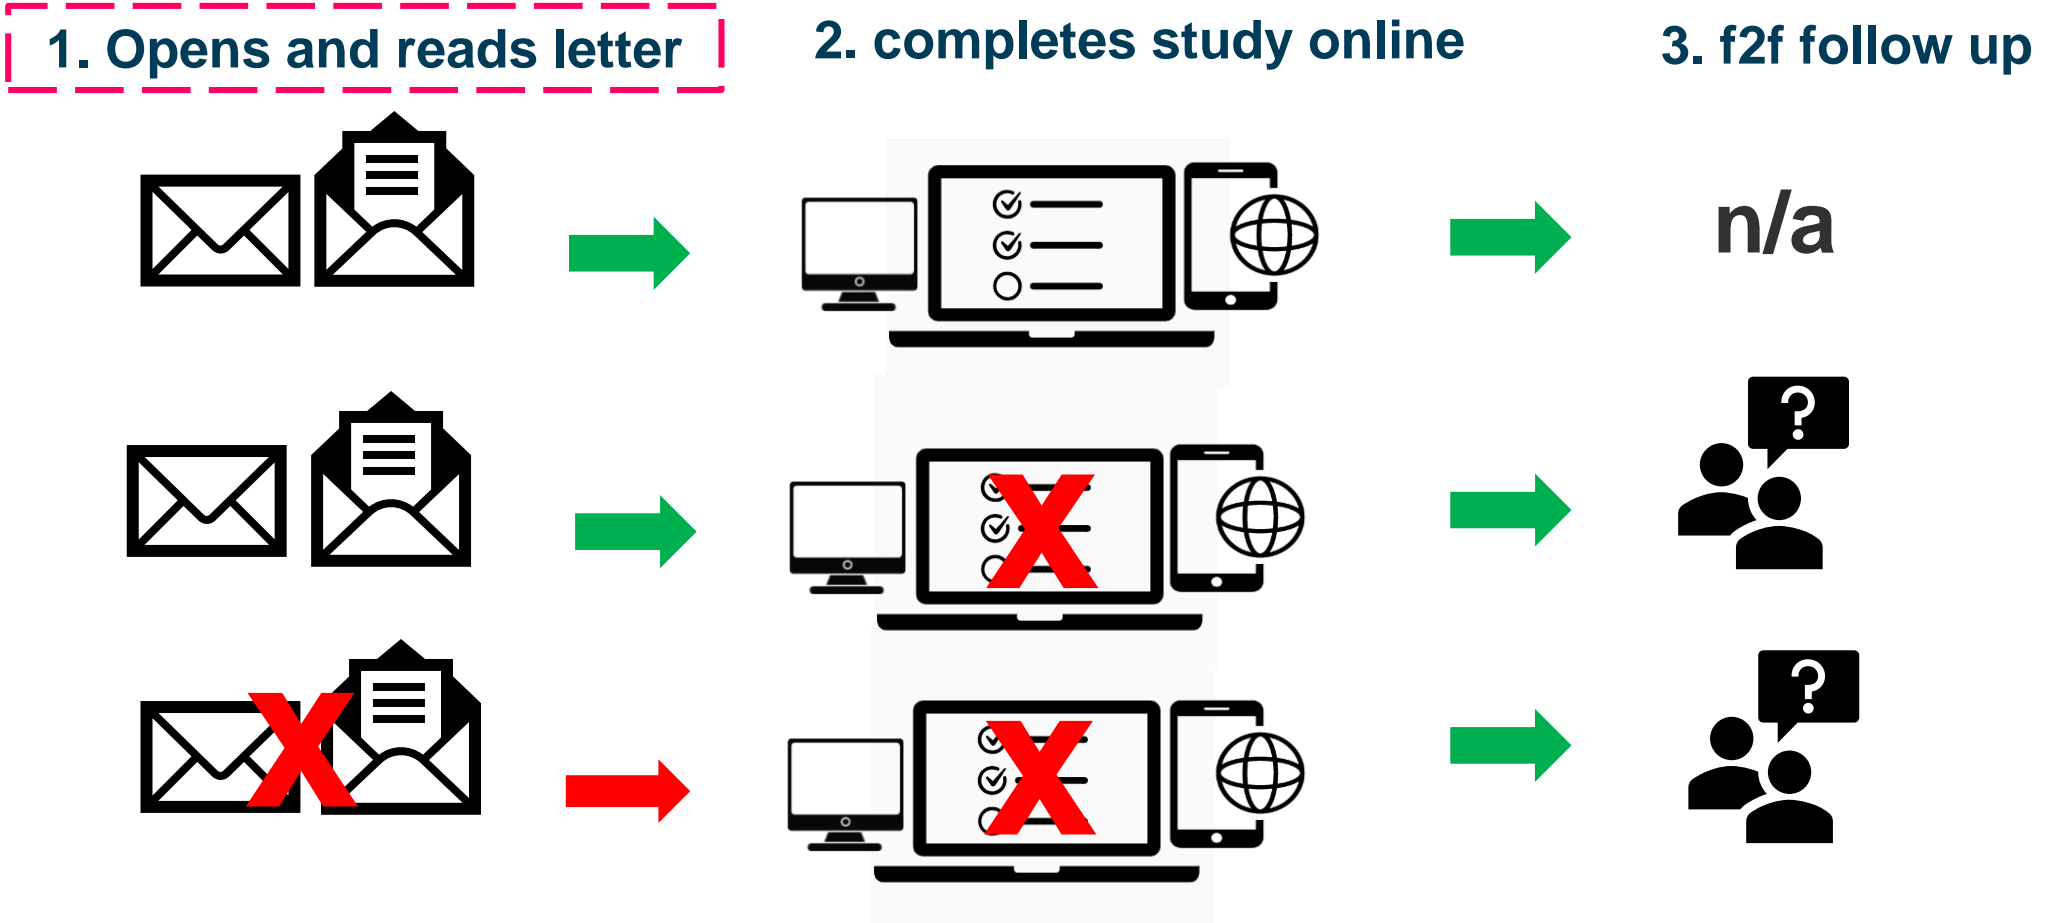 1. Opens and reads letter
2. completes study online
3. f2f follow up
n/a
X
?
X
X
?